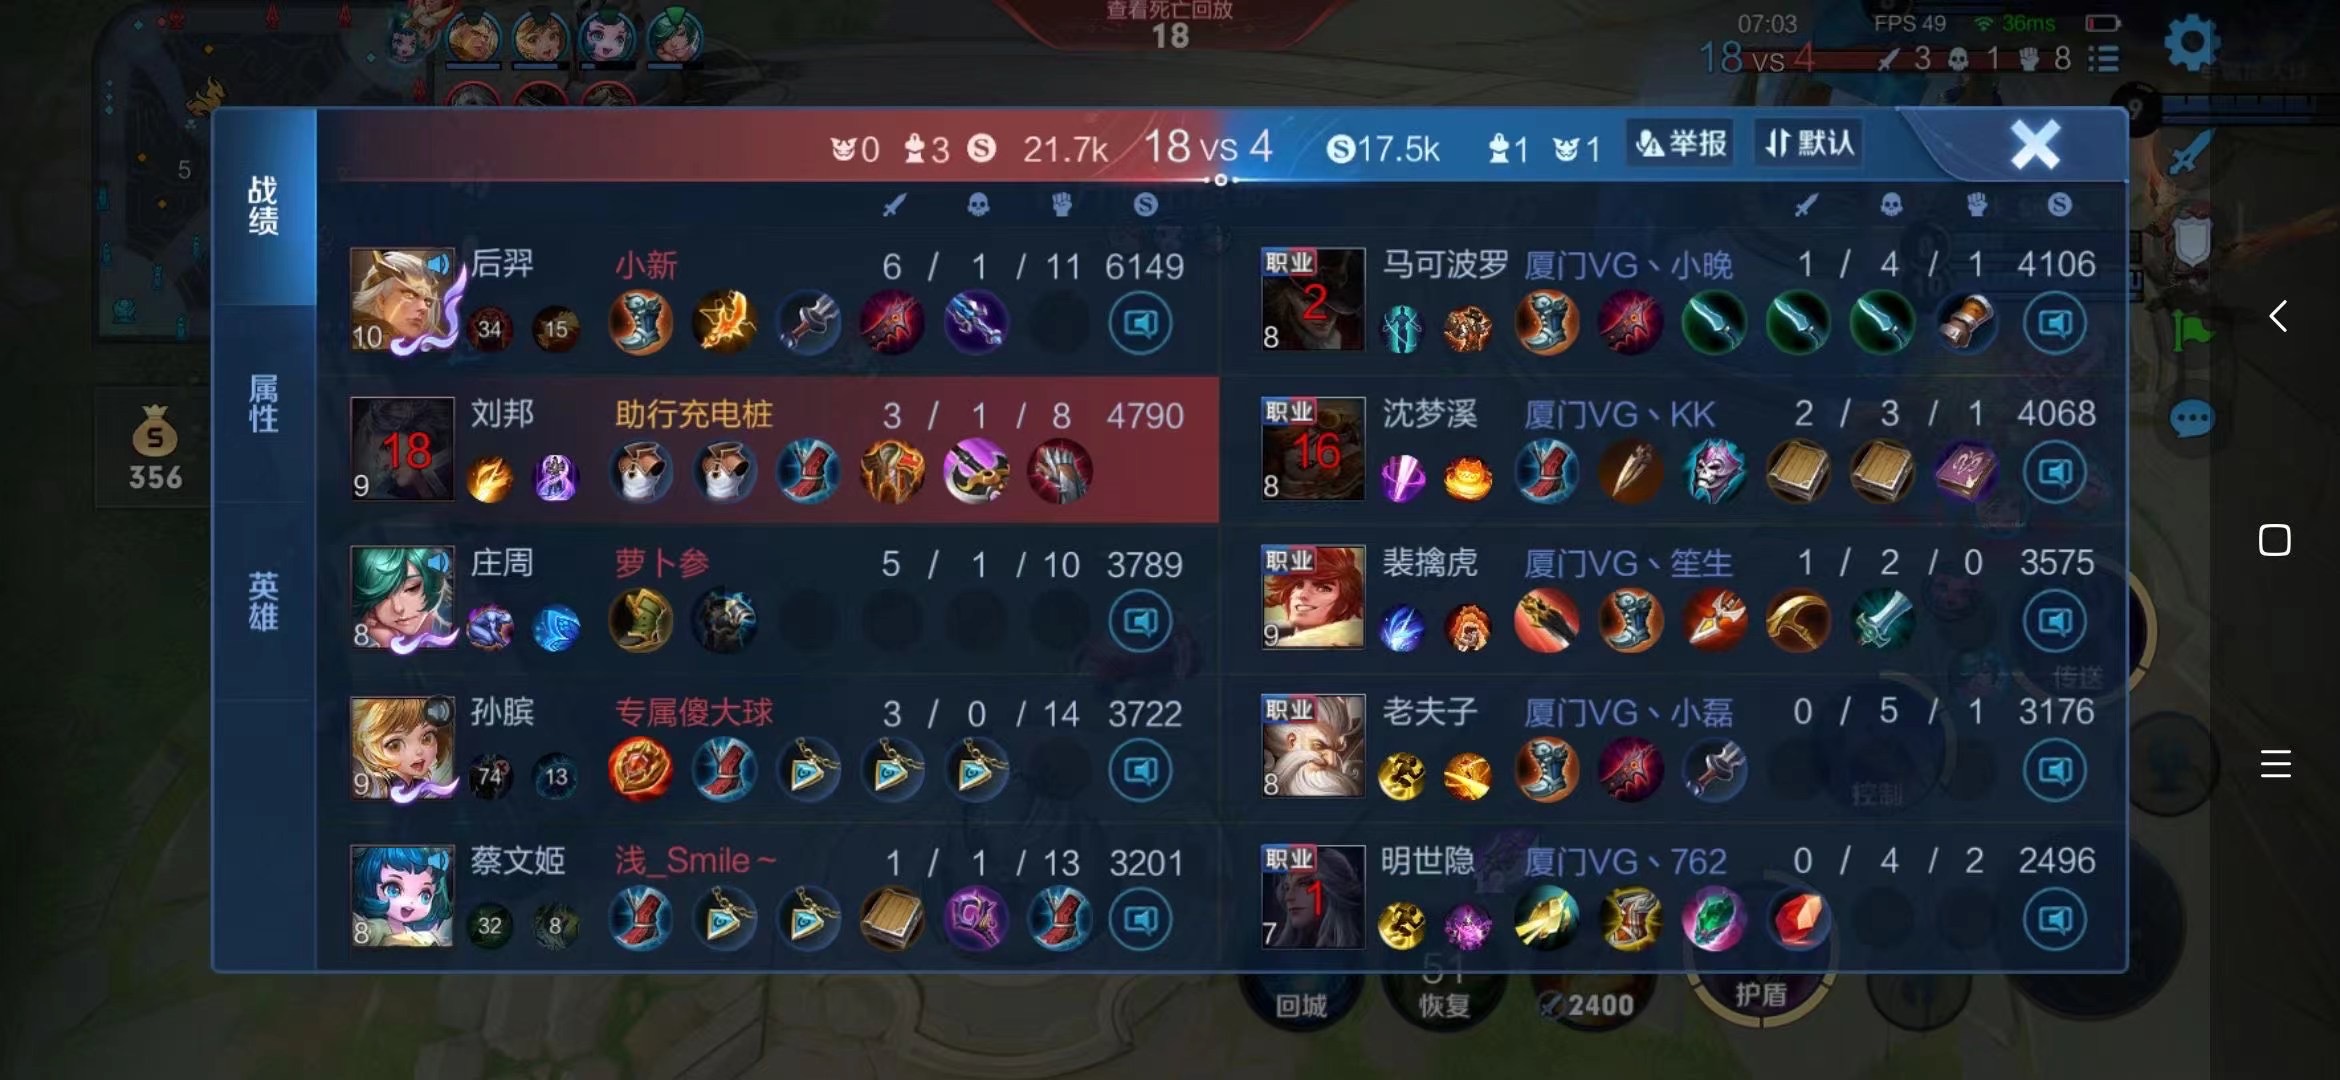 查看死亡回放
18
07:03 FPS 49 36ms
18 vs 4 3 1 8
5
9
356
战绩
属性
英雄
0 3 21.7k 18 vs 4 17.5k 1 1 举报 默认
后羿 小新 6 / 1 / 11 6149
10 34 15
刘邦 助行充电桩 3 / 1 / 8 4790
18
9
庄周 萝卜参 5 / 1 / 10 3789
8
孙膑 专属傻大球 3 / 0 / 14 3722
9 74 13
蔡文姬 浅_Smile~ 1 / 1 / 13 3201
8 32 8
职业 马可波罗 厦门VG丶小晚 1 / 4 / 1 4106
2
8
职业 沈梦溪 厦门VG丶KK 2 / 3 / 1 4068
16
8
职业 裴擒虎 厦门VG丶笙生 1 / 2 / 0 3575
9
职业 老夫子 厦门VG丶小磊 0 / 5 / 1 3176
8
职业 明世隐 厦门VG丶762 0 / 4 / 2 2496
1
7
传送
控制
51
回城 恢复 2400 护盾